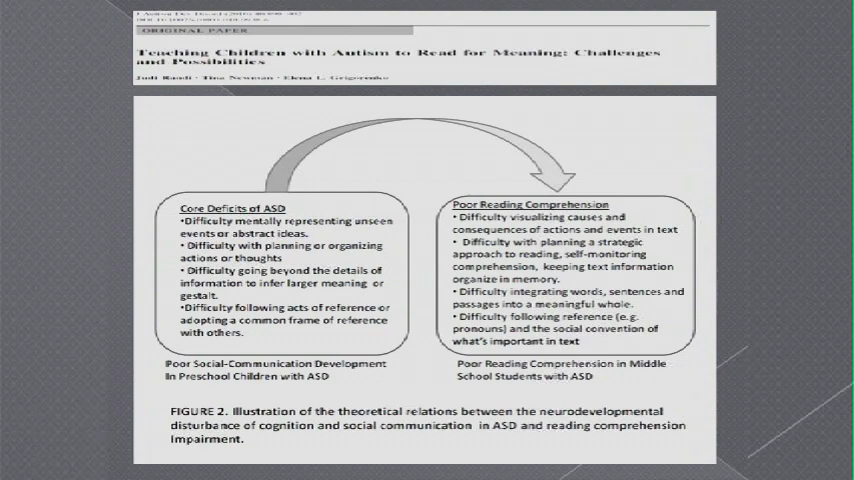 ORIGINAL PAPER
Teaching Children with Autism to Read for Meaning: Challenges
and Possibilities
Judi Randi · Tina Newman · Elena L. Grigorenko
Core Deficits of ASD
•Difficulty mentally representing unseen
events or abstract ideas.
• Difficulty with planning or organizing
actions or thoughts
• Difficulty going beyond the details of
information to infer larger meaning or
gestalt.
•Difficulty following acts of reference or
adopting a common frame of reference
with others.
Poor Social-Communication Development
In Preschool Children with ASD
Poor Reading Comprehension
• Difficulty visualizing causes and
consequences of actions and events in text
• Difficulty with planning a strategic
approach to reading, self-monitoring
comprehension, keeping text information
organize in memory.
• Difficulty integrating words, sentences and
passages into a meaningful whole.
• Difficulty following reference (e.g.
pronouns) and the social convention of
what's important in text
Poor Reading Comprehension in Middle
School Students with ASD
FIGURE 2. Illustration of the theoretical relations between the neurodevelopmental
disturbance of cognition and social communication in ASD and reading comprehension
Impairment.